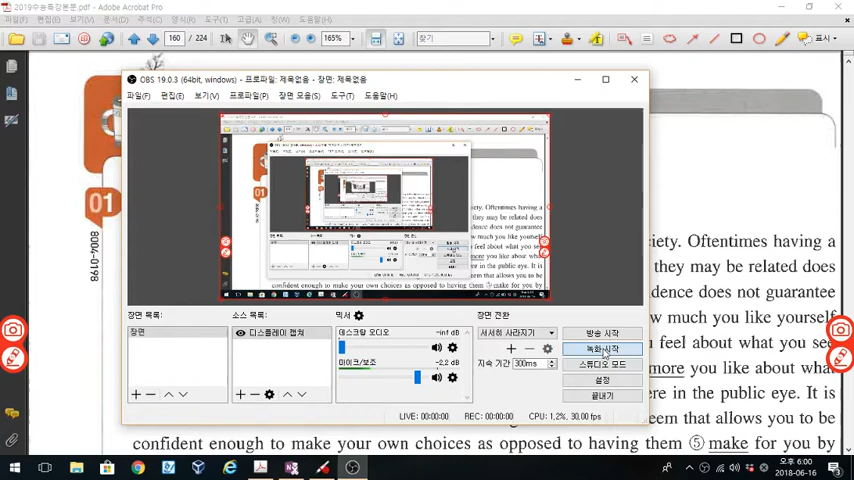 2019수능특강본문.pdf - Adobe Acrobat Pro
파일(F) 편집(E) 보기(V) 문서(D) 주석(C) 양식(R) 도구(T) 고급(A) 창(W) 도움말(H)
160 / 224 165% 찾기 표시
OBS 19.0.3 (64bit, windows) - 프로파일: 제목없음 - 장면: 제목없음
파일(F) 편집(E) 보기(V) 프로파일(P) 장면 모음(S) 도구(T) 도움말(H)
01
8000-0198
ciety. Oftentimes having a
they may be related does
dence does not guarantee
w much you like yourself
feel about what you see
more you like about what
re in the public eye. It is
eem that allows you to be
confident enough to make your own choices as opposed to having them ⑤ make for you by
장면 목록: 소스 목록: 믹서 장면 전환
장면
디스플레이 캡쳐
데스크탑 오디오 -inf dB
마이크/보조 -2.2 dB
서서히 사라지기
지속 기간 300ms
방송 시작
녹화 시작
스튜디오 모드
설정
끝내기
LIVE: 00:00:00 REC: 00:00:00 CPU: 1.2%, 30.00 fps
오후 6:00
2018-06-16
3